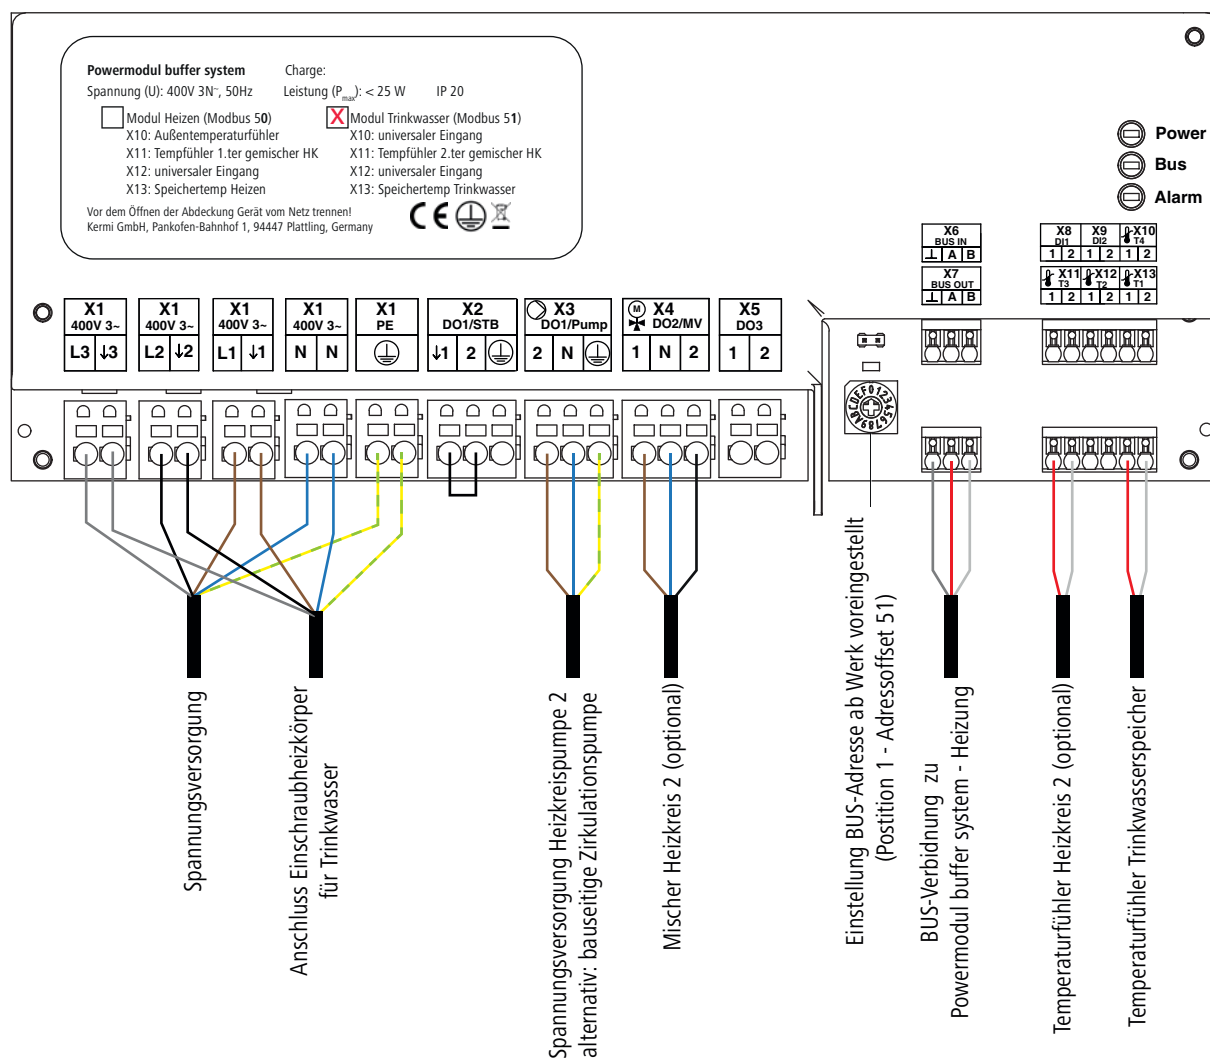 Powermodul buffer system Charge:
Spannung (U): 400V 3N~, 50Hz Leistung (Pmax): < 25 W IP 20
Modul Heizen (Modbus 50)
X10: Außentemperaturfühler
X11: Tempfühler 1.ter gemischer HK
X12: universaler Eingang
X13: Speichertemp Heizen
X Modul Trinkwasser (Modbus 51)
X10: universaler Eingang
X11: Tempfühler 2.ter gemischer HK
X12: universaler Eingang
X13: Speichertemp Trinkwasser
Vor dem Öffnen der Abdeckung Gerät vom Netz trennen!
Kermi GmbH, Pankofen-Bahnhof 1, 94447 Plattling, Germany
CE
Power
Bus
Alarm
X6
BUS IN
⊥ A B
X7
BUS OUT
⊥ A B
X8 X9 X10
DI1 DI2 T4
1 2 1 2 1 2
X11 X12 X13
T3 T2 T1
1 2 1 2 1 2
X1
400V 3~
L3 ↓3
X1
400V 3~
L2 ↓2
X1
400V 3~
L1 ↓1
X1
400V 3~
N N
X1
PE
X2
DO1/STB
↓1 2
X3
DO1/Pump
2 N
M X4
DO2/MV
1 N 2
X5
DO3
1 2
0123456789ABCDEF
Spannungsversorgung
Anschluss Einschraubheizkörper
für Trinkwasser
Spannungsversorgung Heizkreispumpe 2
alternativ: bauseitige Zirkulationspumpe
Mischer Heizkreis 2 (optional)
Einstellung BUS-Adresse ab Werk voreingestellt
(Postition 1 - Adressoffset 51)
BUS-Verbidnung zu
Powermodul buffer system - Heizung
Temperaturfühler Heizkreis 2 (optional)
Temperaturfühler Trinkwasserspeicher